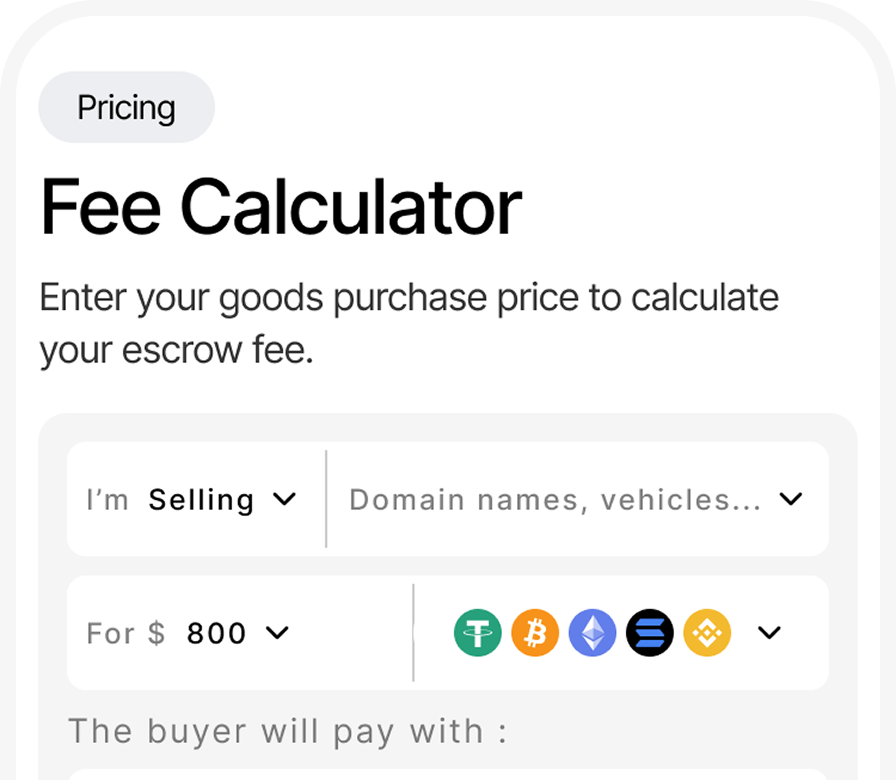 Pricing
Fee Calculator
Enter your goods purchase price to calculate
your escrow fee.
I’m Selling Domain names, vehicles...
For $ 800
The buyer will pay with :